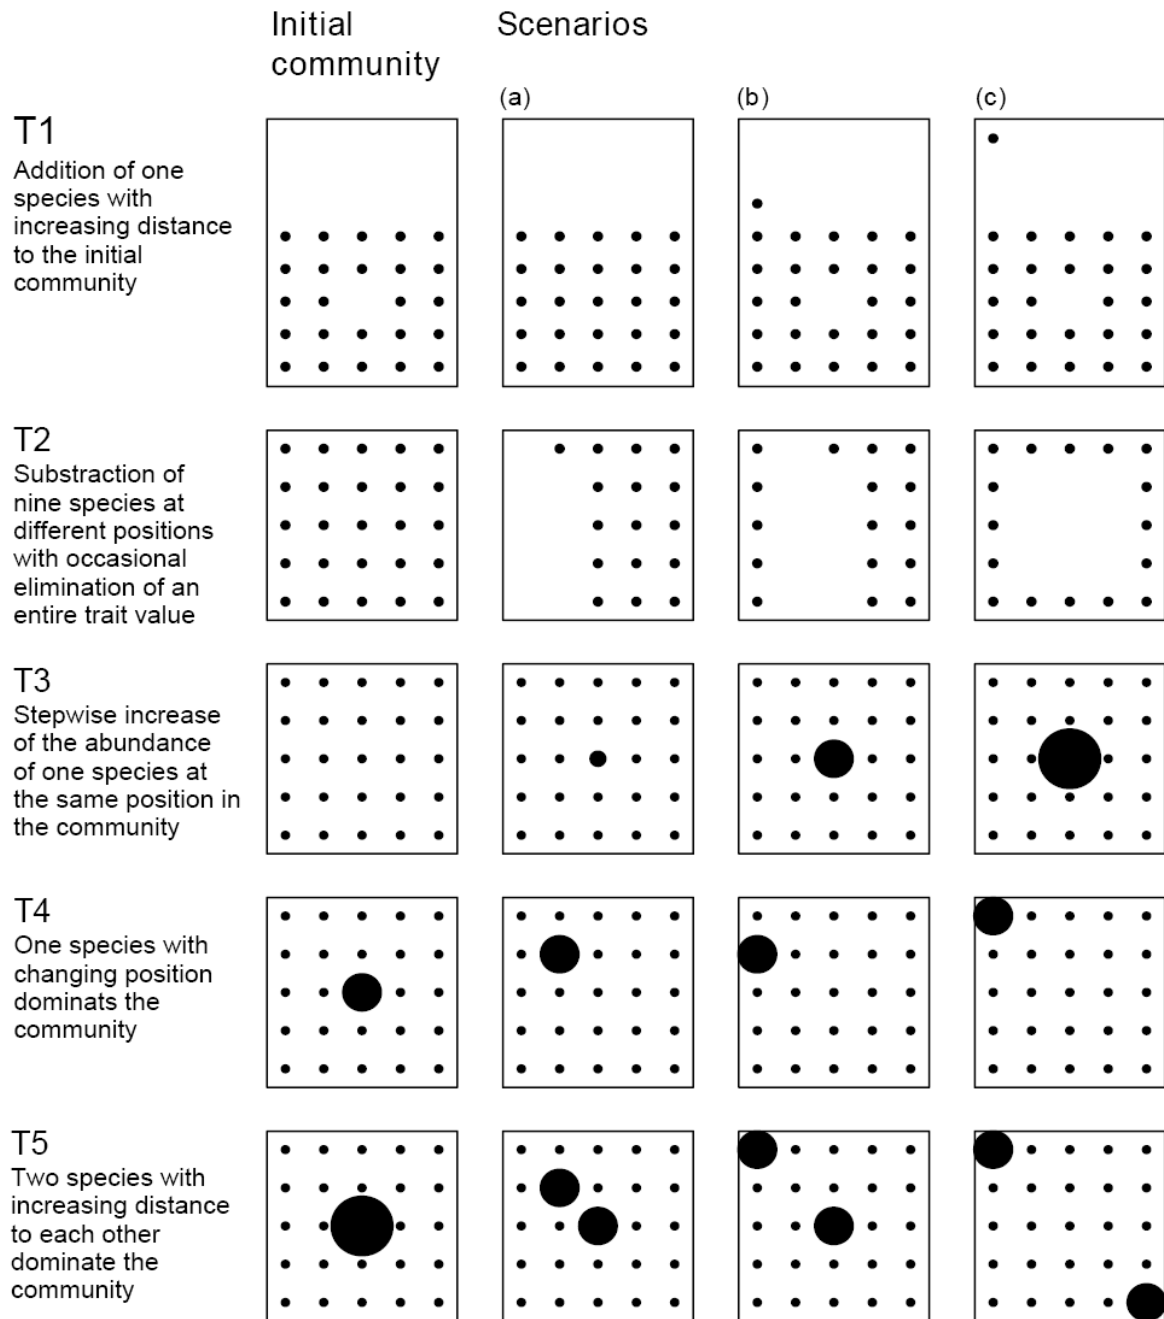 Initial
community
Scenarios
(a)
(b)
(c)
T1
Addition of one
species with
increasing distance
to the initial
community
T2
Substraction of
nine species at
different positions
with occasional
elimination of an
entire trait value
T3
Stepwise increase
of the abundance
of one species at
the same position in
the community
T4
One species with
changing position
dominats the
community
T5
Two species with
increasing distance
to each other
dominate the
community